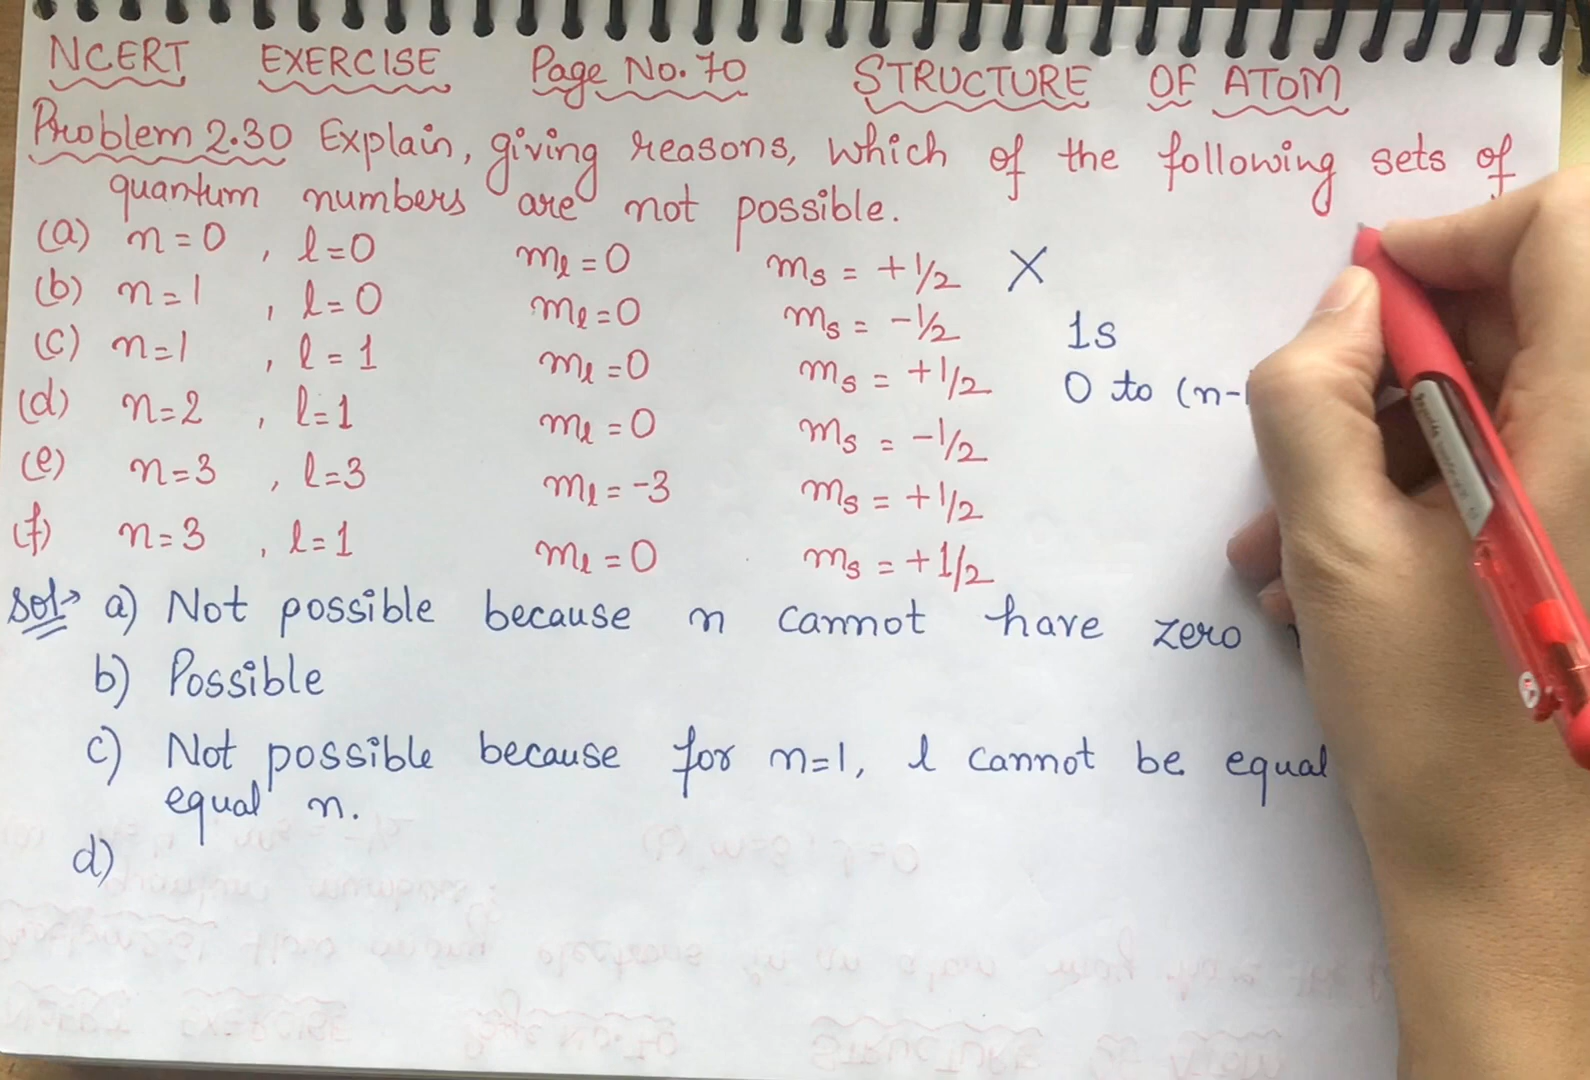 NCERT EXERCISE Page No. 70 STRUCTURE OF ATOM
Problem 2.30 Explain, giving reasons, which of the following sets of
quantum numbers are not possible.
(a) n=0, l=0 ml=0 ms = +1/2 X
(b) n=1, l=0 ml=0 ms = -1/2 1s
(c) n=1, l=1 ml=0 ms = +1/2 0 to (n-
(d) n=2, l=1 ml=0 ms = -1/2
(e) n=3, l=3 ml=-3 ms = +1/2
(f) n=3, l=1 ml=0 ms = +1/2
Sol→ a) Not possible because n cannot have zero
b) Possible
c) Not possible because for n=1, l cannot be equal
equal n.
d)